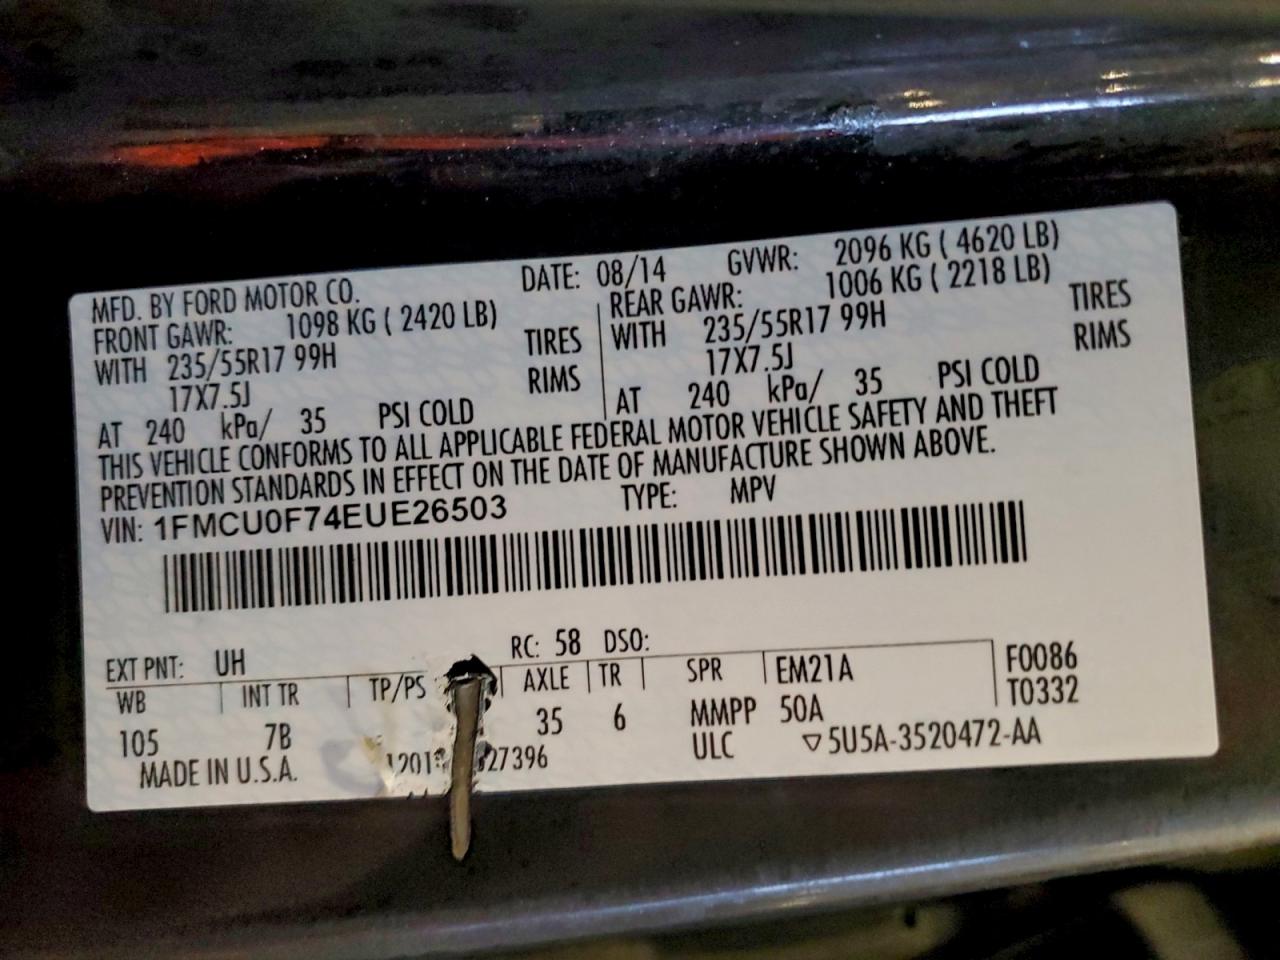 MFD. BY FORD MOTOR CO. DATE: 08/14 GVWR: 2096 KG ( 4620 LB)
FRONT GAWR: 1098 KG ( 2420 LB) REAR GAWR: 1006 KG ( 2218 LB)
WITH 235/55R17 99H TIRES WITH 235/55R17 99H TIRES
17X7.5J RIMS 17X7.5J RIMS
AT 240 kPa/ 35 PSI COLD AT 240 kPa/ 35 PSI COLD
THIS VEHICLE CONFORMS TO ALL APPLICABLE FEDERAL MOTOR VEHICLE SAFETY AND THEFT
PREVENTION STANDARDS IN EFFECT ON THE DATE OF MANUFACTURE SHOWN ABOVE.
VIN: 1FMCU0F74EUE26503 TYPE: MPV
EXT PNT: UH RC: 58 DSO:
WB INT TR TP/PS AXLE TR SPR EM21A F0086
105 7B 35 6 MMPP 50A T0332
MADE IN U.S.A. ULC ▽5U5A-3520472-AA